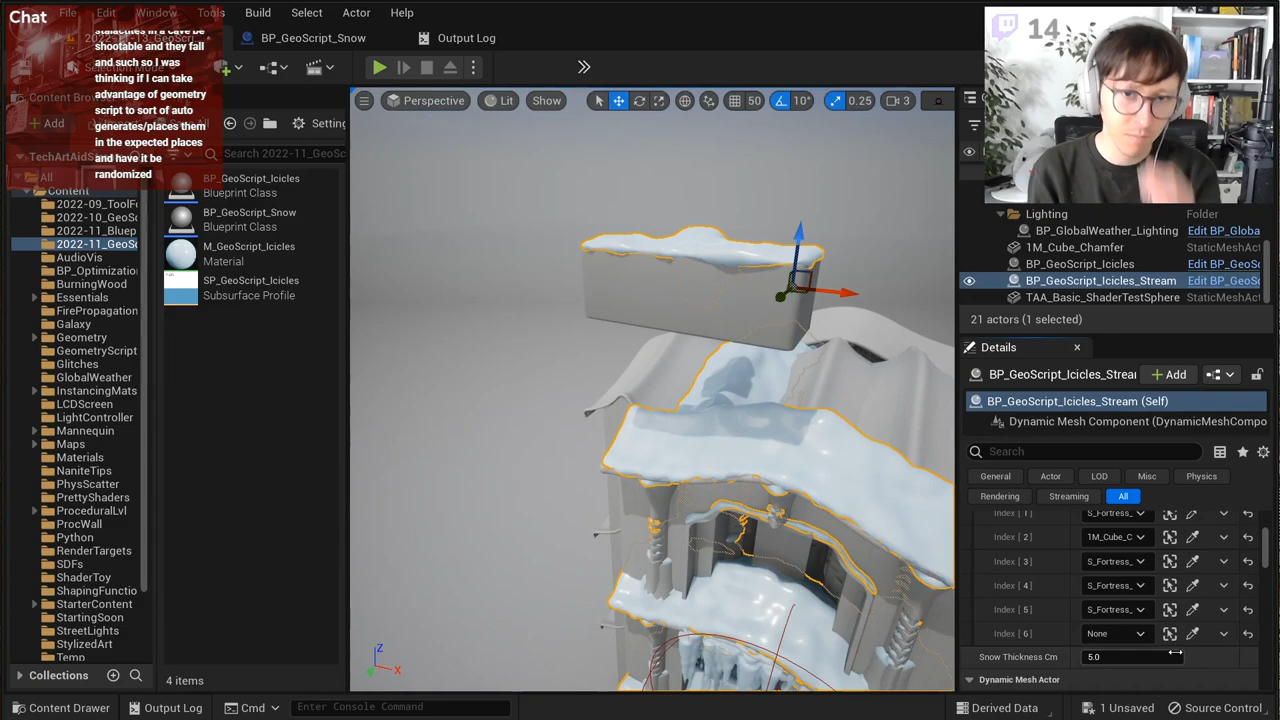 Chat
File
Edit
Window
Tools
Build
Select
Actor
Help
stalactites in a cave be
shootable and they fall
and such so I was
thinking if I can take
advantage of geometry
script to sort of auto
generates/places them
in the expected places
and have it be
randomized
BP_GeoScript_Snow
Output Log
14
Selection Mode
Content Browser
Perspective
Lit
Show
50
10°
0.25
3
Add
Setting
TechArtAidS
Search 2022-11_GeoSc
All
Content
2022-09_ToolF
2022-10_GeoSc
2022-11_Bluep
2022-11_GeoSc
AudioVis
BP_Optimizatio
BurningWood
Essentials
FirePropagation
Galaxy
Geometry
GeometryScript
Glitches
GlobalWeather
InstancingMats
LCDScreen
LightController
Mannequin
Maps
Materials
NaniteTips
PhysScatter
PrettyShaders
ProceduralLvl
ProcWall
Python
RenderTargets
SDFs
ShaderToy
ShapingFunctio
StarterContent
StartingSoon
StreetLights
StylizedArt
Temp
BP_GeoScript_Icicles
Blueprint Class
BP_GeoScript_Snow
Blueprint Class
M_GeoScript_Icicles
Material
SP_GeoScript_Icicles
Subsurface Profile
Z
X
Lighting
Folder
BP_GlobalWeather_Lighting
Edit BP_Globa
1M_Cube_Chamfer
StaticMeshAct
BP_GeoScript_Icicles
Edit BP_GeoSc
BP_GeoScript_Icicles_Stream
Edit BP_GeoSc
TAA_Basic_ShaderTestSphere
StaticMeshAct
21 actors (1 selected)
Details
BP_GeoScript_Icicles_Strear
Add
BP_GeoScript_Icicles_Stream (Self)
Dynamic Mesh Component (DynamicMeshCompo
Search
General
Actor
LOD
Misc
Physics
Rendering
Streaming
All
Index [ 1 ]
S_Fortress_
Index [ 2 ]
1M_Cube_C
Index [ 3 ]
S_Fortress_
Index [ 4 ]
S_Fortress_
Index [ 5 ]
S_Fortress_
Index [ 6 ]
None
Snow Thickness Cm
5.0
Dynamic Mesh Actor
Collections
4 items
Content Drawer
Output Log
Cmd
Enter Console Command
Derived Data
1 Unsaved
Source Control